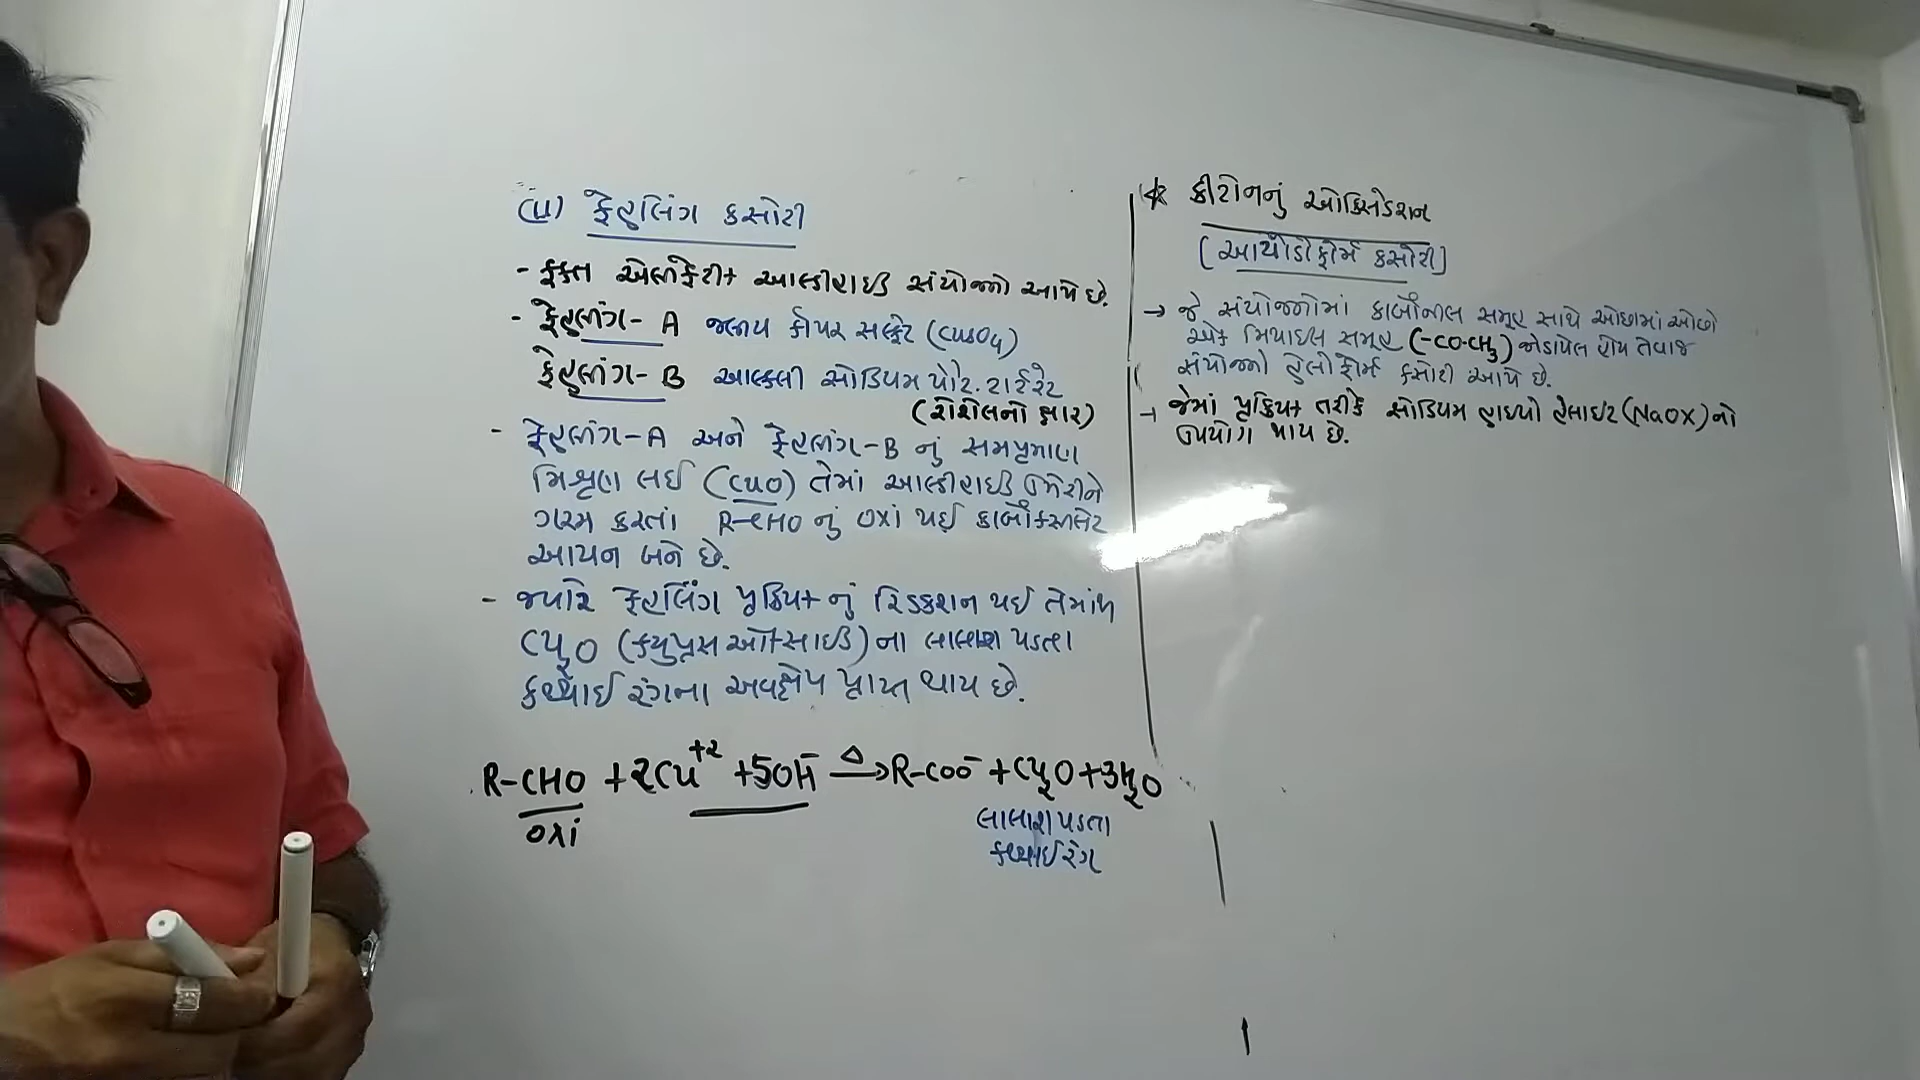 (ii) ફેહલિંગ કસોટી
- ફક્ત એલીફેટીક આલ્ડીહાઈડ સંયોજનો આપે છે.
- ફેહલીંગ - A જલીય કોપર સલ્ફેટ (CuSO4)
ફેહલીંગ - B આલ્કલી સોડિયમ પોટે. ટાર્ટરેટ
(રોશેલનો ક્ષાર)
- ફેહલીંગ-A અને ફેહલીંગ-B નું સમપ્રમાણ
મિશ્રણ લઈ (CuO) તેમાં આલ્ડીહાઈડ ઉમેરીને
ગરમ કરતાં R-CHO નું oxi થઈ કાર્બોક્સીલેટ
આયન બને છે.
- જ્યારે ફેહલિંગ પ્રક્રિયક નું રિડક્શન થઈ તેમાંથી
Cu2O (ક્યુપ્રસ ઓક્સાઈડ) ના લાલાશ પડતા
કથ્થાઈ રંગના અવક્ષેપ પ્રાપ્ત થાય છે.
R-CHO + 2Cu+2 + 5OH- Δ→ R-COO- + Cu2O + 3H2O
oxi
લાલાશ પડતા
કથ્થાઈ રંગ
* કીટોનનું ઓક્સિડેશન
[આયોડોફોર્મ કસોટી]
→ જે સંયોજનોમાં કાર્બોનીલ સમૂહ સાથે ઓછામાં ઓછો
એક મિથાઇલ સમૂહ (-CO-CH3) જોડાયેલ હોય તેવાજ
સંયોજનો હેલોફોર્મ કસોટી આપે છે.
→ જેમાં પ્રક્રિયક તરીકે સોડિયમ હાઇપો હેલાઇટ (NaOX) નો
ઉપયોગ થાય છે.